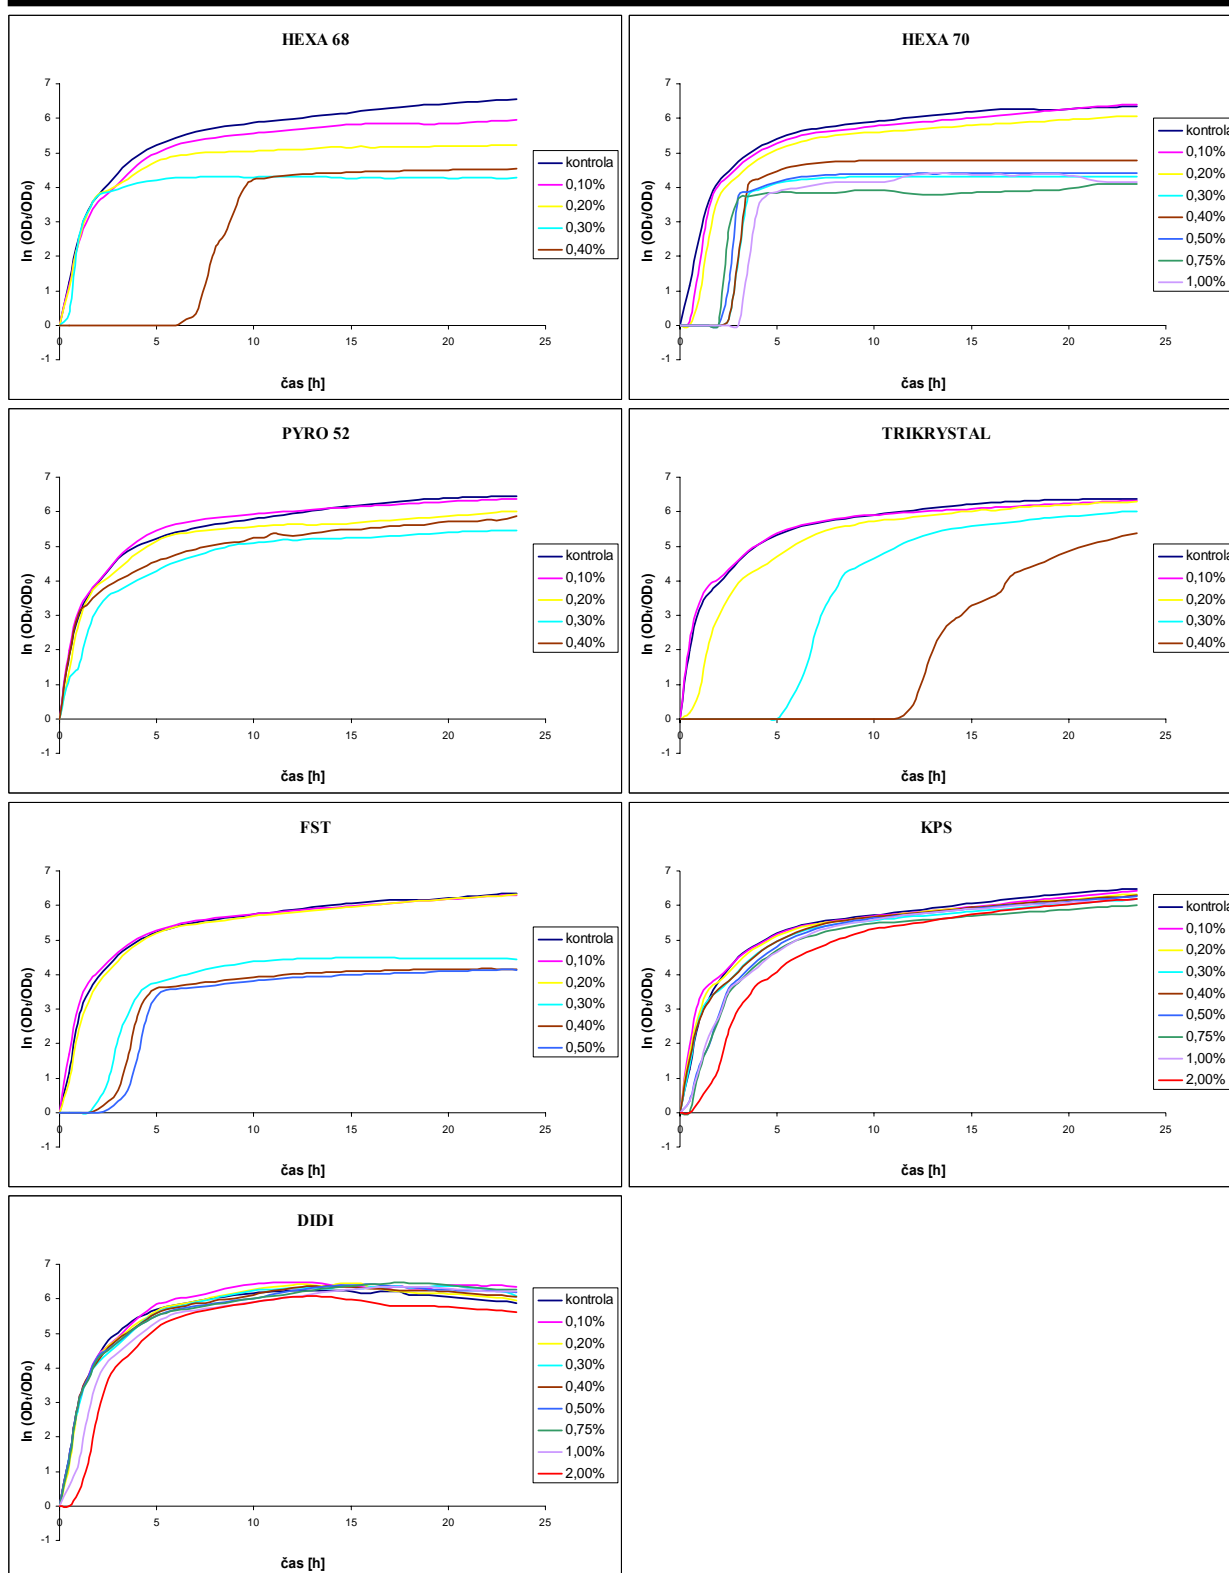 HEXA 68
7
6
5
4
3
2
1
0
-1
0 5 10 15 20 25
ln (ODt/OD0)
čas [h]
kontrola
0,10%
0,20%
0,30%
0,40%
HEXA 70
7
6
5
4
3
2
1
0
-1
0 5 10 15 20 25
ln (ODt/OD0)
čas [h]
kontrola
0,10%
0,20%
0,30%
0,40%
0,50%
0,75%
1,00%
PYRO 52
7
6
5
4
3
2
1
0
-1
0 5 10 15 20 25
ln (ODt/OD0)
čas [h]
kontrola
0,10%
0,20%
0,30%
0,40%
TRIKRYSTAL
7
6
5
4
3
2
1
0
-1
0 5 10 15 20 25
ln (ODt/OD0)
čas [h]
kontrola
0,10%
0,20%
0,30%
0,40%
FST
7
6
5
4
3
2
1
0
-1
0 5 10 15 20 25
ln (ODt/OD0)
čas [h]
kontrola
0,10%
0,20%
0,30%
0,40%
0,50%
KPS
7
6
5
4
3
2
1
0
-1
0 5 10 15 20 25
ln (ODt/OD0)
čas [h]
kontrola
0,10%
0,20%
0,30%
0,40%
0,50%
0,75%
1,00%
2,00%
DIDI
7
6
5
4
3
2
1
0
-1
0 5 10 15 20 25
ln (ODt/OD0)
čas [h]
kontrola
0,10%
0,20%
0,30%
0,40%
0,50%
0,75%
1,00%
2,00%